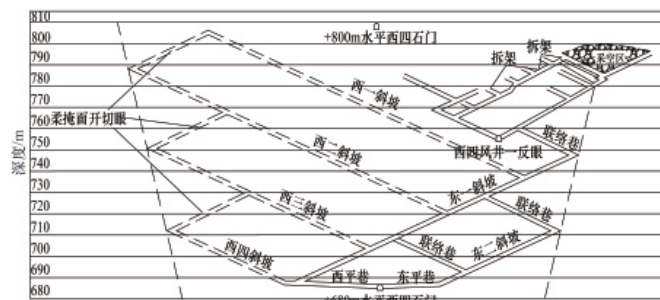 810
800
790
780
770
760
750
740
730
720
710
700
690
680
深度/m
+800m水平西四石门
拆架
拆架
采空区
柔掩面开切眼
西一斜坡
西二斜坡
西三斜坡
西四斜坡
西四风井一反眼
联络巷
东一斜坡
联络巷
联络巷
东二斜坡
西平巷
东平巷
+680m水平西四石门